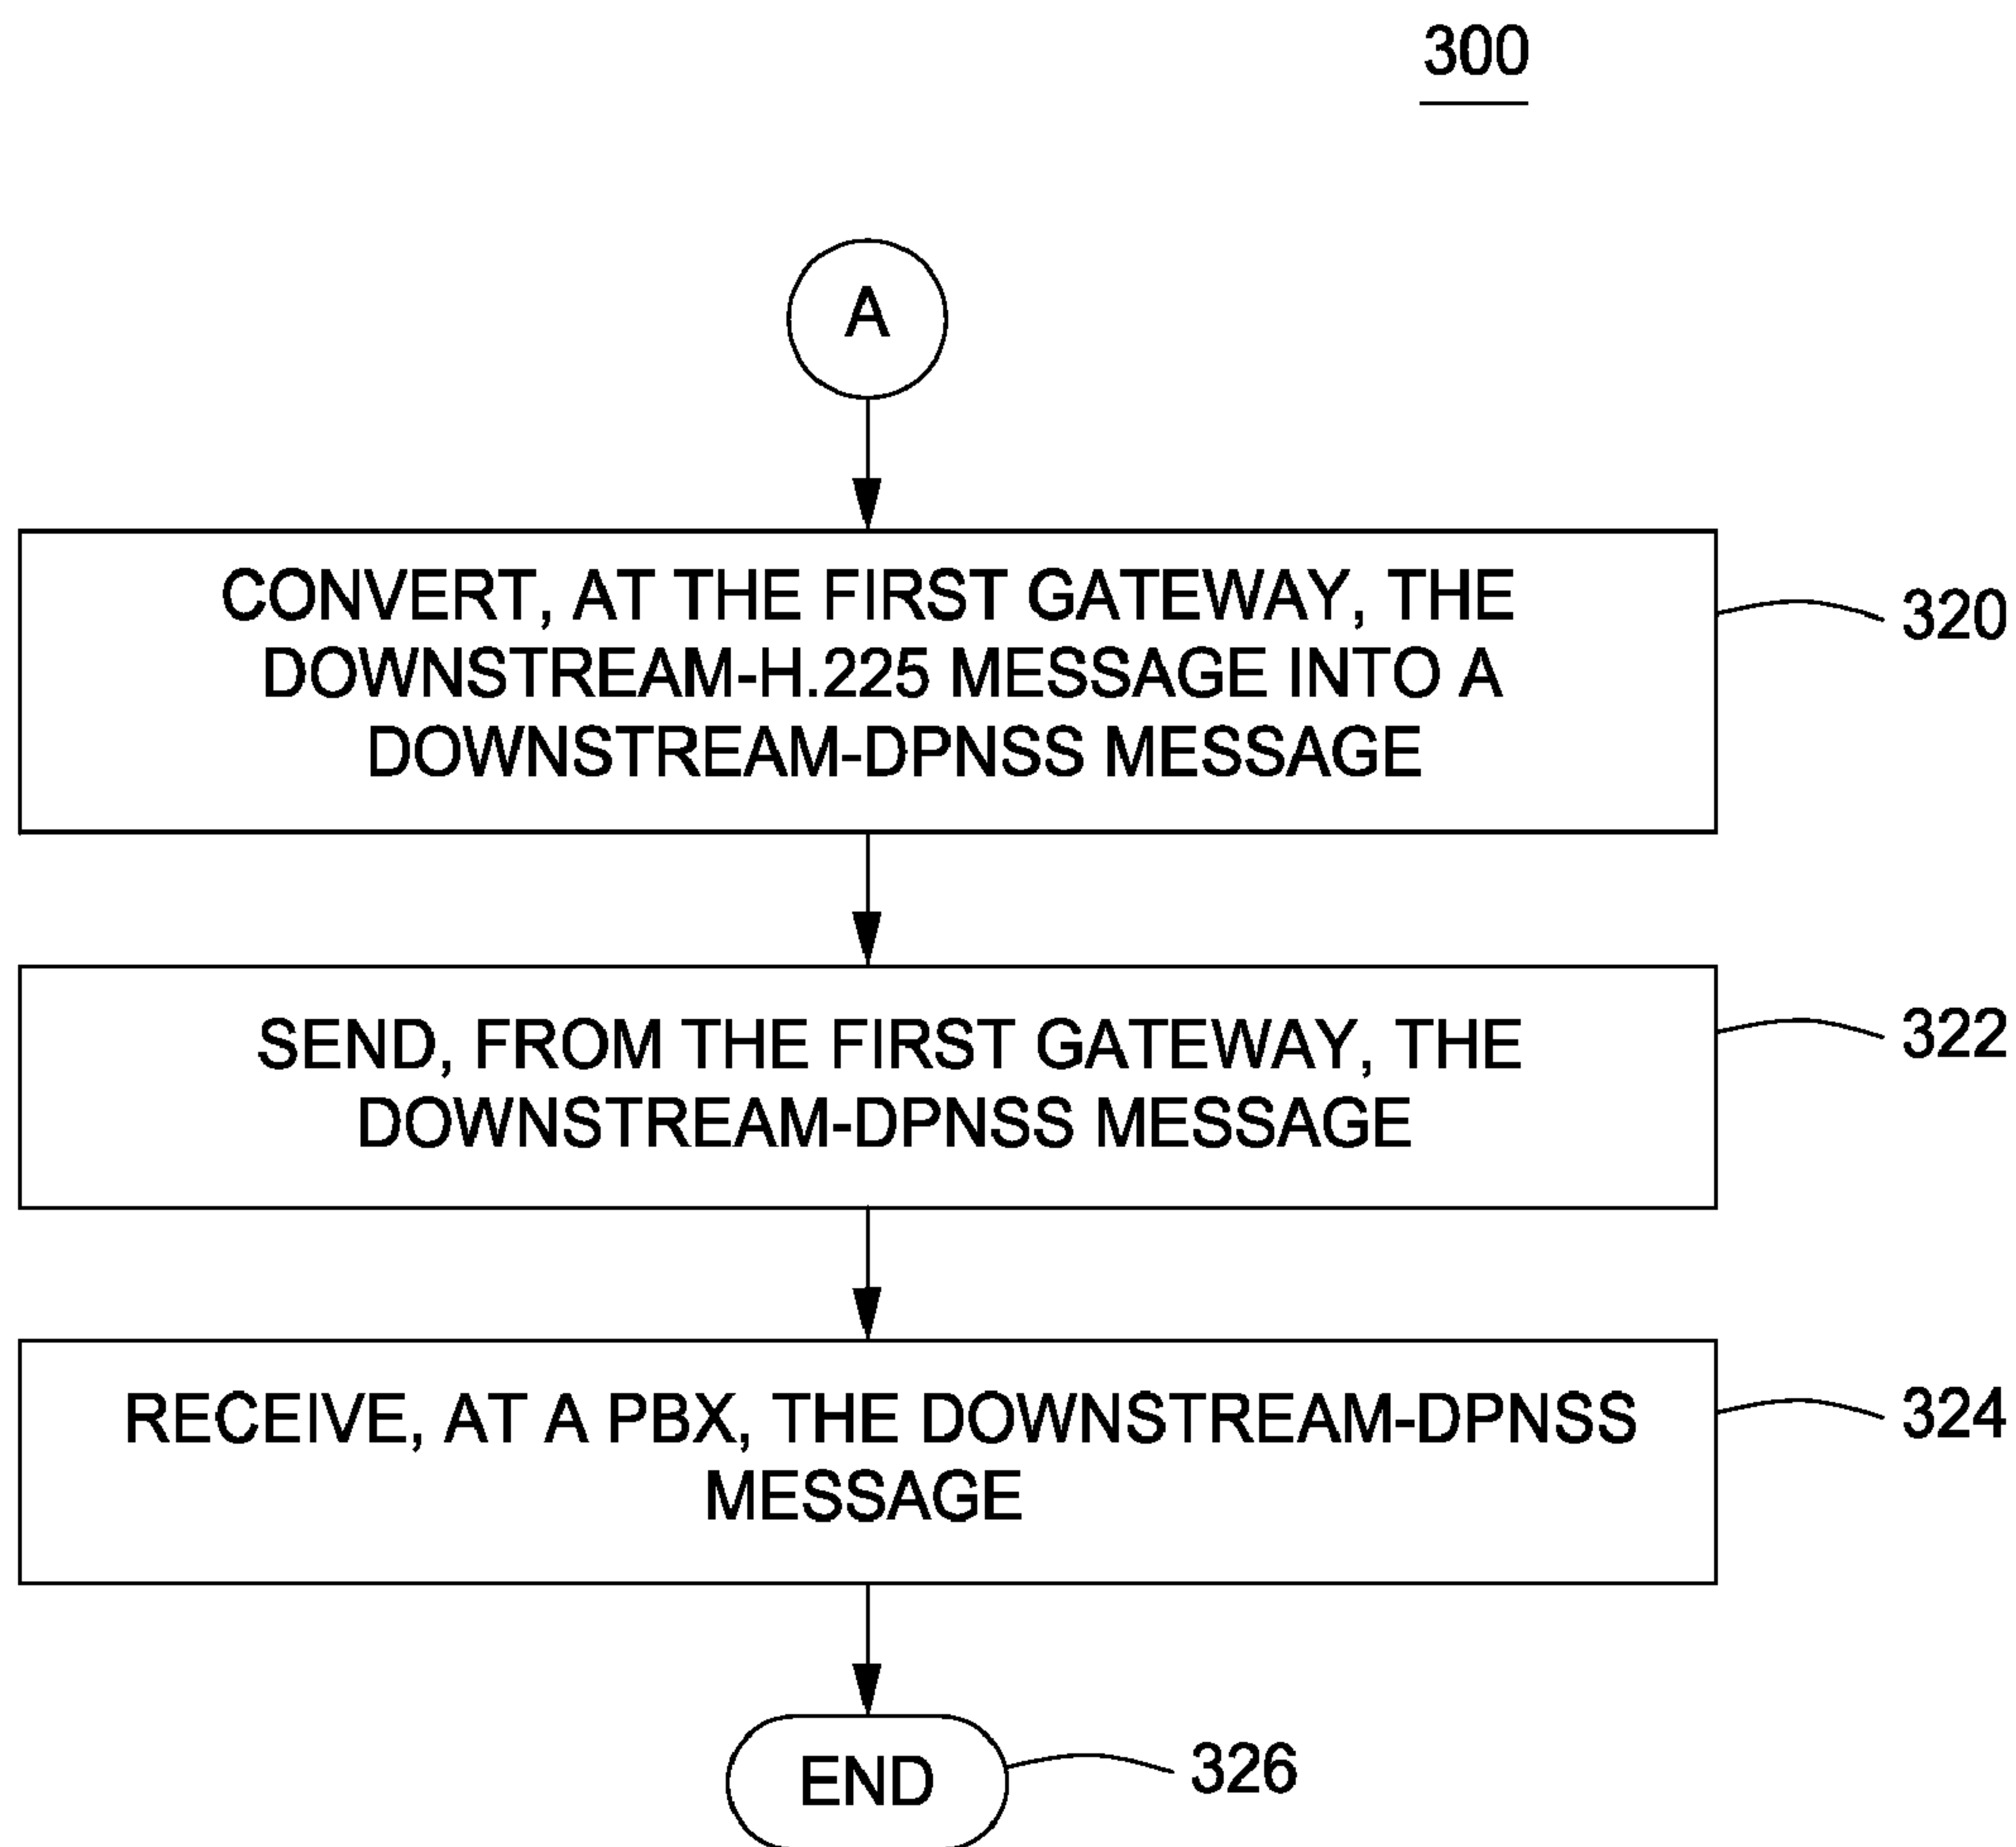 300
A
CONVERT, AT THE FIRST GATEWAY, THE
DOWNSTREAM-H.225 MESSAGE INTO A
DOWNSTREAM-DPNSS MESSAGE
320
SEND, FROM THE FIRST GATEWAY, THE
DOWNSTREAM-DPNSS MESSAGE
322
RECEIVE, AT A PBX, THE DOWNSTREAM-DPNSS
MESSAGE
324
END
326